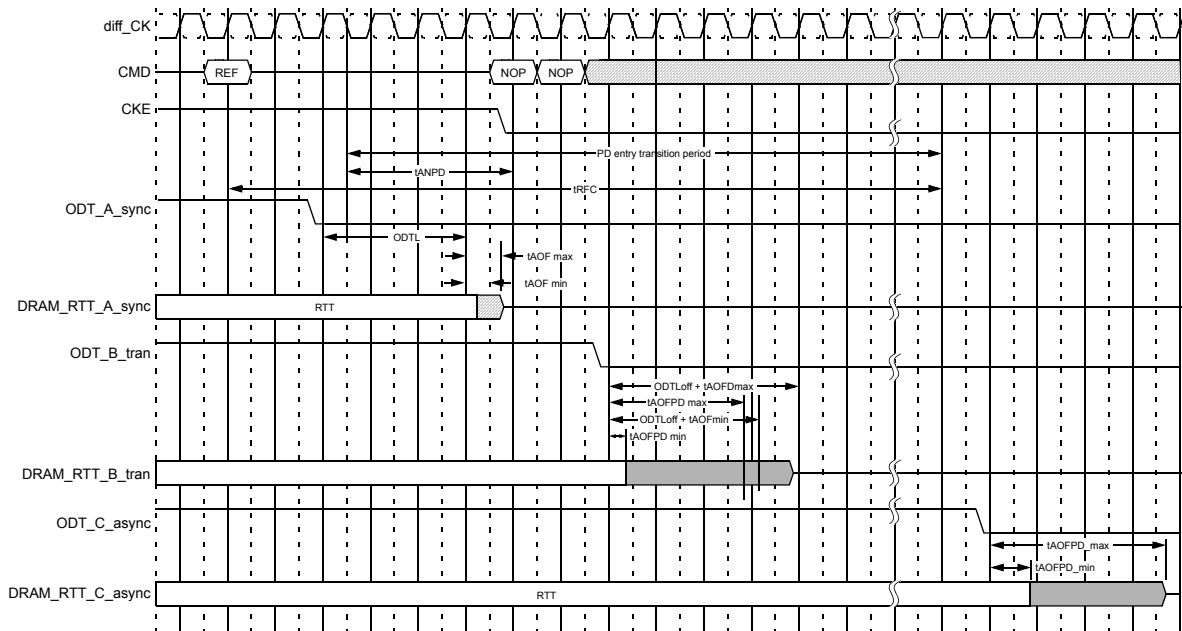 diff_CK
CMD
REF
NOP
NOP
CKE
PD entry transition period
tANPD
tRFC
ODT_A_sync
ODTL
tAOF max
tAOF min
DRAM_RTT_A_sync
RTT
ODT_B_tran
ODTLoff + tAOFDmax
tAOFPD max
ODTLoff + tAOFmin
tAOFPD min
DRAM_RTT_B_tran
ODT_C_async
tAOFPD_max
tAOFPD_min
DRAM_RTT_C_async
RTT